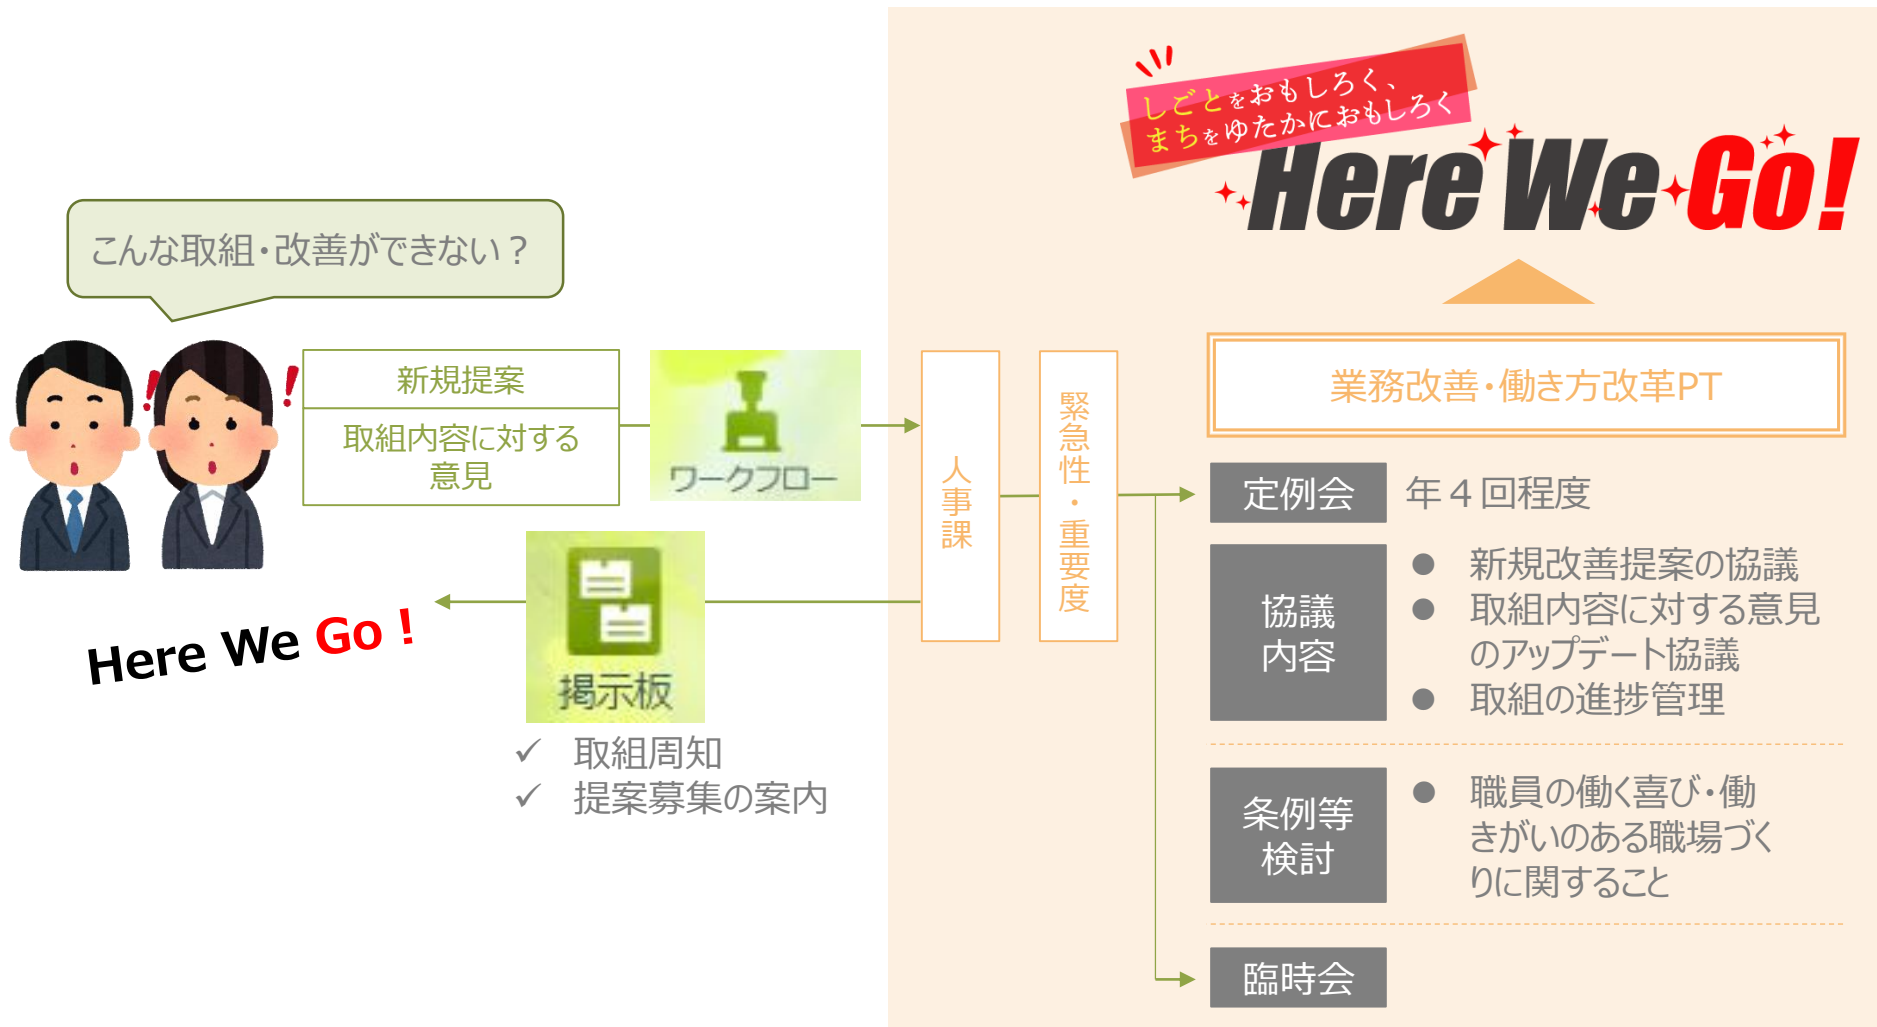 しごとをおもしろく、
まちをゆたかにおもしろく
Here We Go!
こんな取組・改善ができない？
新規提案
取組内容に対する
意見
ワークフロー
人事課
緊急性・重要度
業務改善・働き方改革PT
定例会
年４回程度
協議
内容
● 新規改善提案の協議
● 取組内容に対する意見
のアップデート協議
● 取組の進捗管理
条例等
検討
● 職員の働く喜び・働
きがいのある職場づく
りに関すること
臨時会
掲示板
✓ 取組周知
✓ 提案募集の案内
Here We Go！